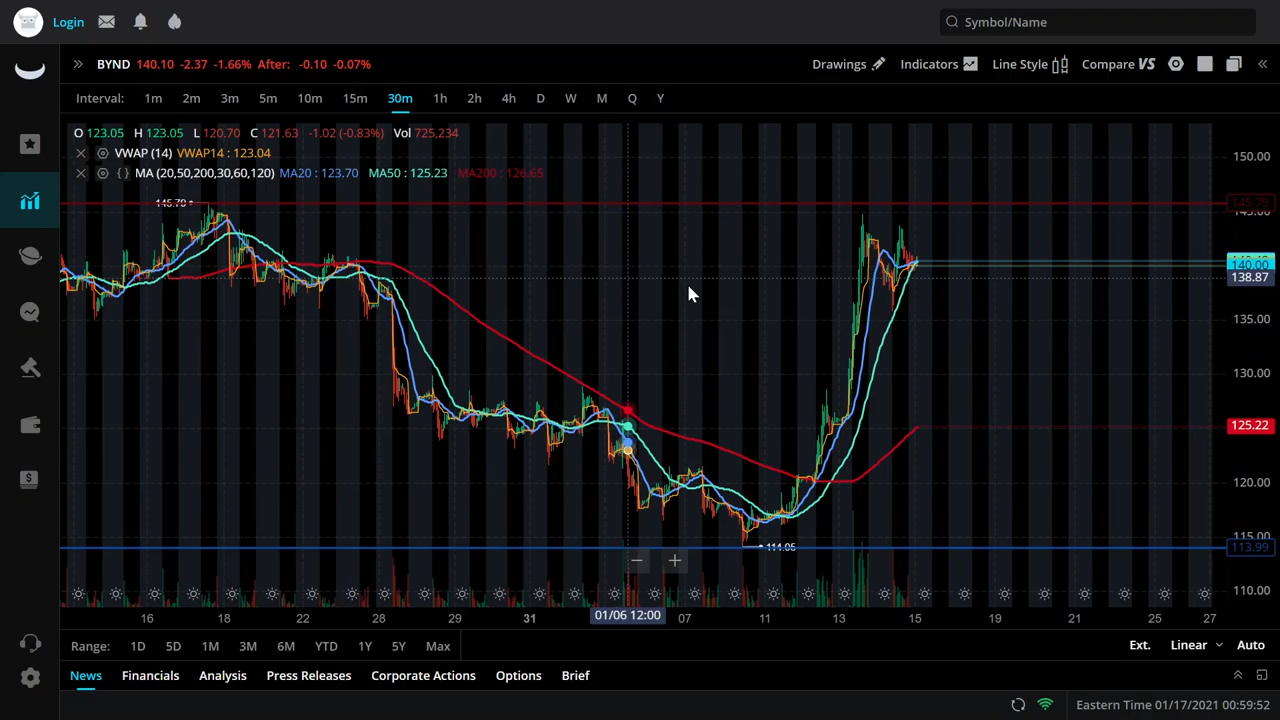 Login Symbol/Name
BYND 140.10 -2.37 -1.66% After: -0.10 -0.07% Drawings Indicators Line Style Compare VS
Interval: 1m 2m 3m 5m 10m 15m 30m 1h 2h 4h D W M Q Y
O 123.05 H 123.05 L 120.70 C 121.63 -1.02 (-0.83%) Vol 725,234
VWAP (14) VWAP14 : 123.04
MA (20,50,200,30,60,120) MA20 : 123.70 MA50 : 125.23 MA200 : 126.65
150.00
145.79 145.79
145.00
140.00
138.87
135.00
130.00
125.22
120.00
115.00
114.05 113.99
110.00
16 18 22 28 29 31 01/06 12:00 07 11 13 15 19 21 25 27
Range: 1D 5D 1M 3M 6M YTD 1Y 5Y Max Ext. Linear Auto
News Financials Analysis Press Releases Corporate Actions Options Brief
Eastern Time 01/17/2021 00:59:52